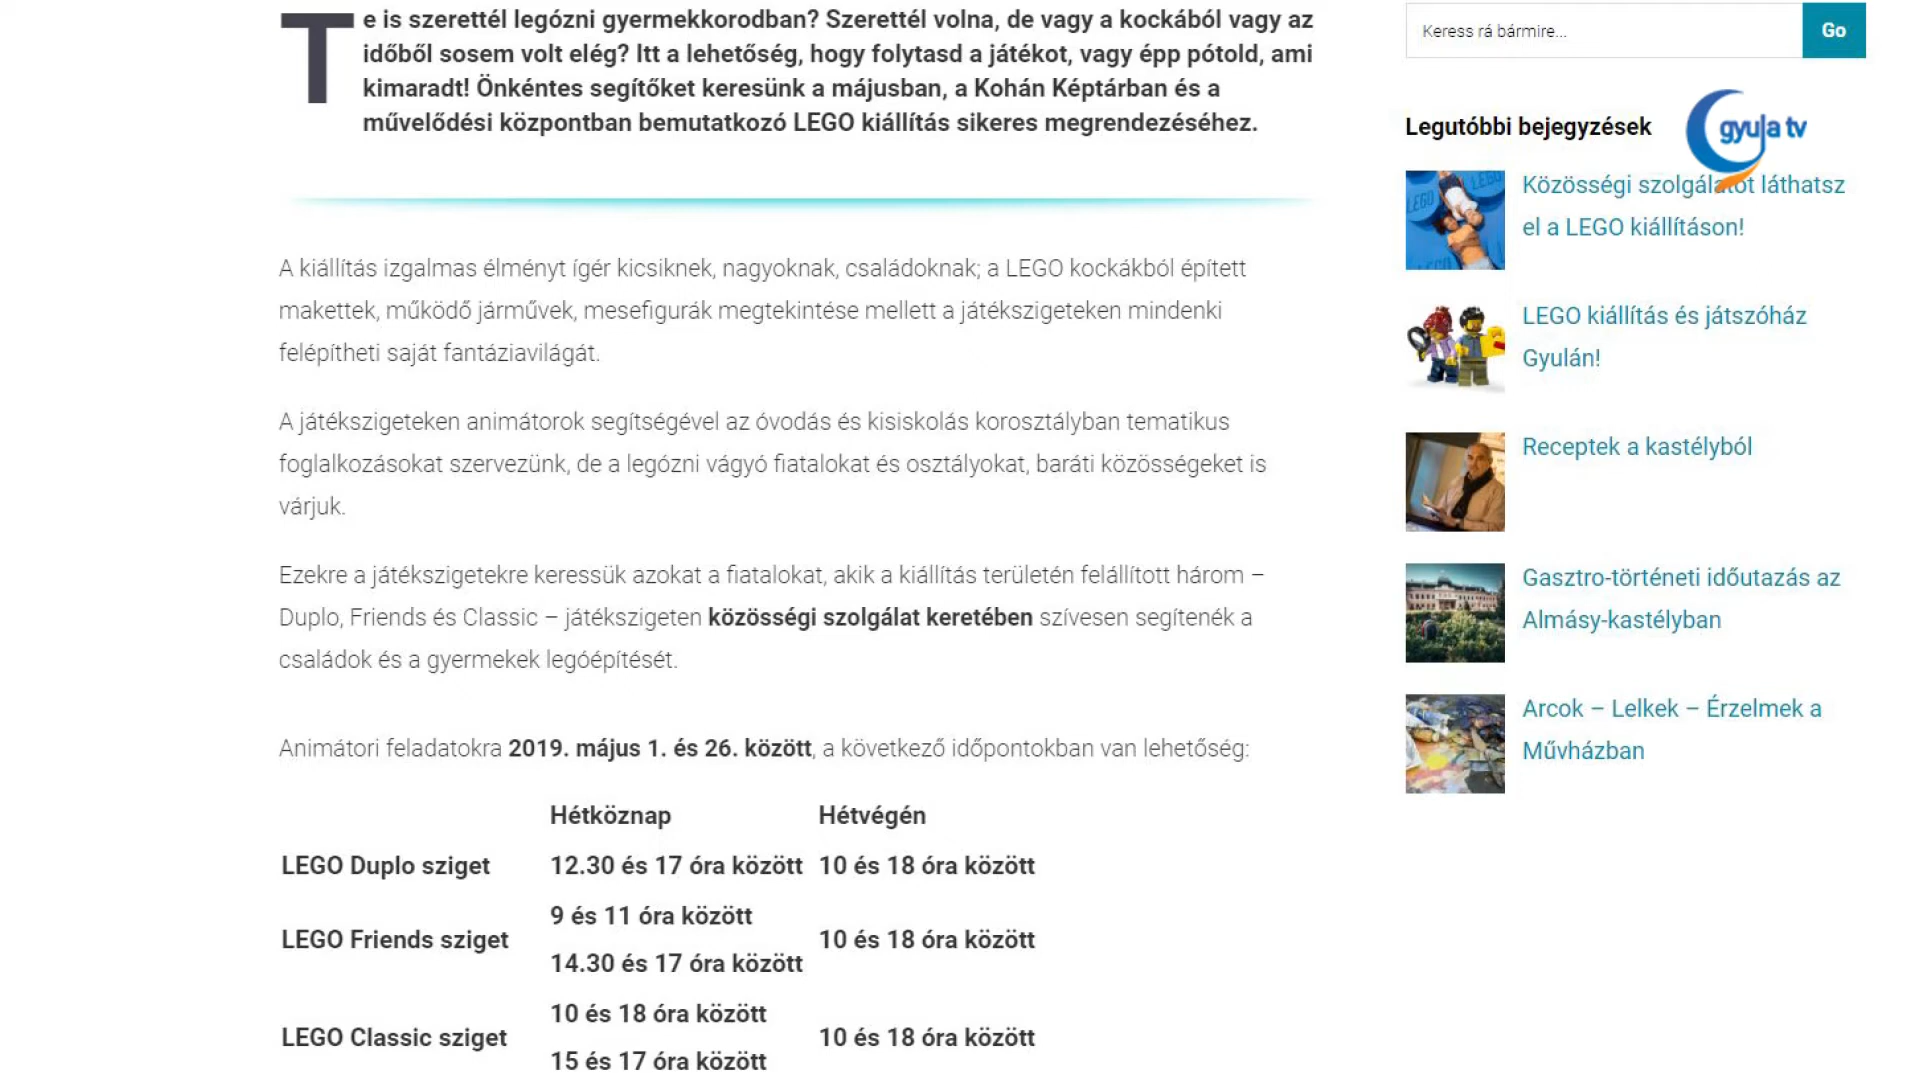 Te is szerettél legózni gyermekkorodban? Szerettél volna, de vagy a kockából vagy az
időből sosem volt elég? Itt a lehetőség, hogy folytasd a játékot, vagy épp pótold, ami
kimaradt! Önkéntes segítőket keresünk a májusban, a Kohán Képtárban és a
művelődési központban bemutatkozó LEGO kiállítás sikeres megrendezéséhez.
A kiállítás izgalmas élményt ígér kicsiknek, nagyoknak, családoknak; a LEGO kockákból épített
makettek, működő járművek, mesefigurák megtekintése mellett a játékszigeteken mindenki
felépítheti saját fantáziavilágát.
A játékszigeteken animátorok segítségével az óvodás és kisiskolás korosztályban tematikus
foglalkozásokat szervezünk, de a legózni vágyó fiatalokat és osztályokat, baráti közösségeket is
várjuk.
Ezekre a játékszigetekre keressük azokat a fiatalokat, akik a kiállítás területén felállított három –
Duplo, Friends és Classic – játékszigeten közösségi szolgálat keretében szívesen segítenék a
családok és a gyermekek legóépítését.
Animátori feladatokra 2019. május 1. és 26. között, a következő időpontokban van lehetőség:
Hétköznap Hétvégén
LEGO Duplo sziget 12.30 és 17 óra között 10 és 18 óra között
9 és 11 óra között
LEGO Friends sziget 10 és 18 óra között
14.30 és 17 óra között
10 és 18 óra között
LEGO Classic sziget 10 és 18 óra között
15 és 17 óra között
Keress rá bármire... Go
Legutóbbi bejegyzések
gyula tv
Közösségi szolgálatot láthatsz
el a LEGO kiállításon!
LEGO kiállítás és játszóház
Gyulán!
Receptek a kastélyból
Gasztro-történeti időutazás az
Almásy-kastélyban
Arcok – Lelkek – Érzelmek a
Művházban
LEGO
LEGO
LEGO